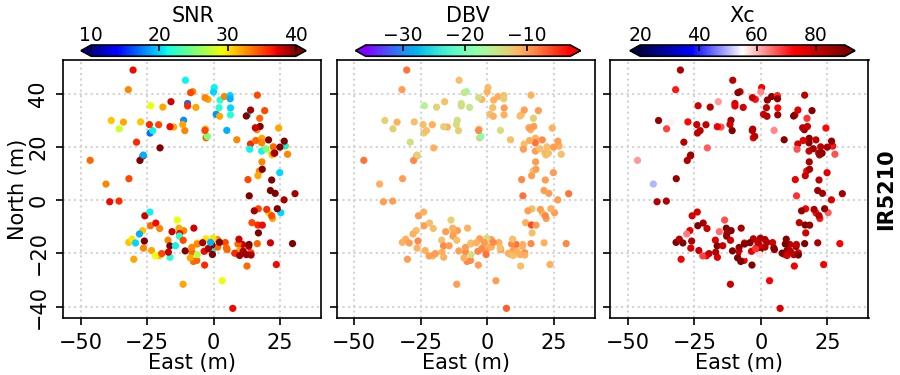 SNR DBV Xc
10 20 30 40 −30 −20 −10 20 40 60 80
North (m)
40
20
0
−20
−40
−50 −25 0 25 −50 −25 0 25 −50 −25 0 25
East (m) East (m) East (m)
IR5210